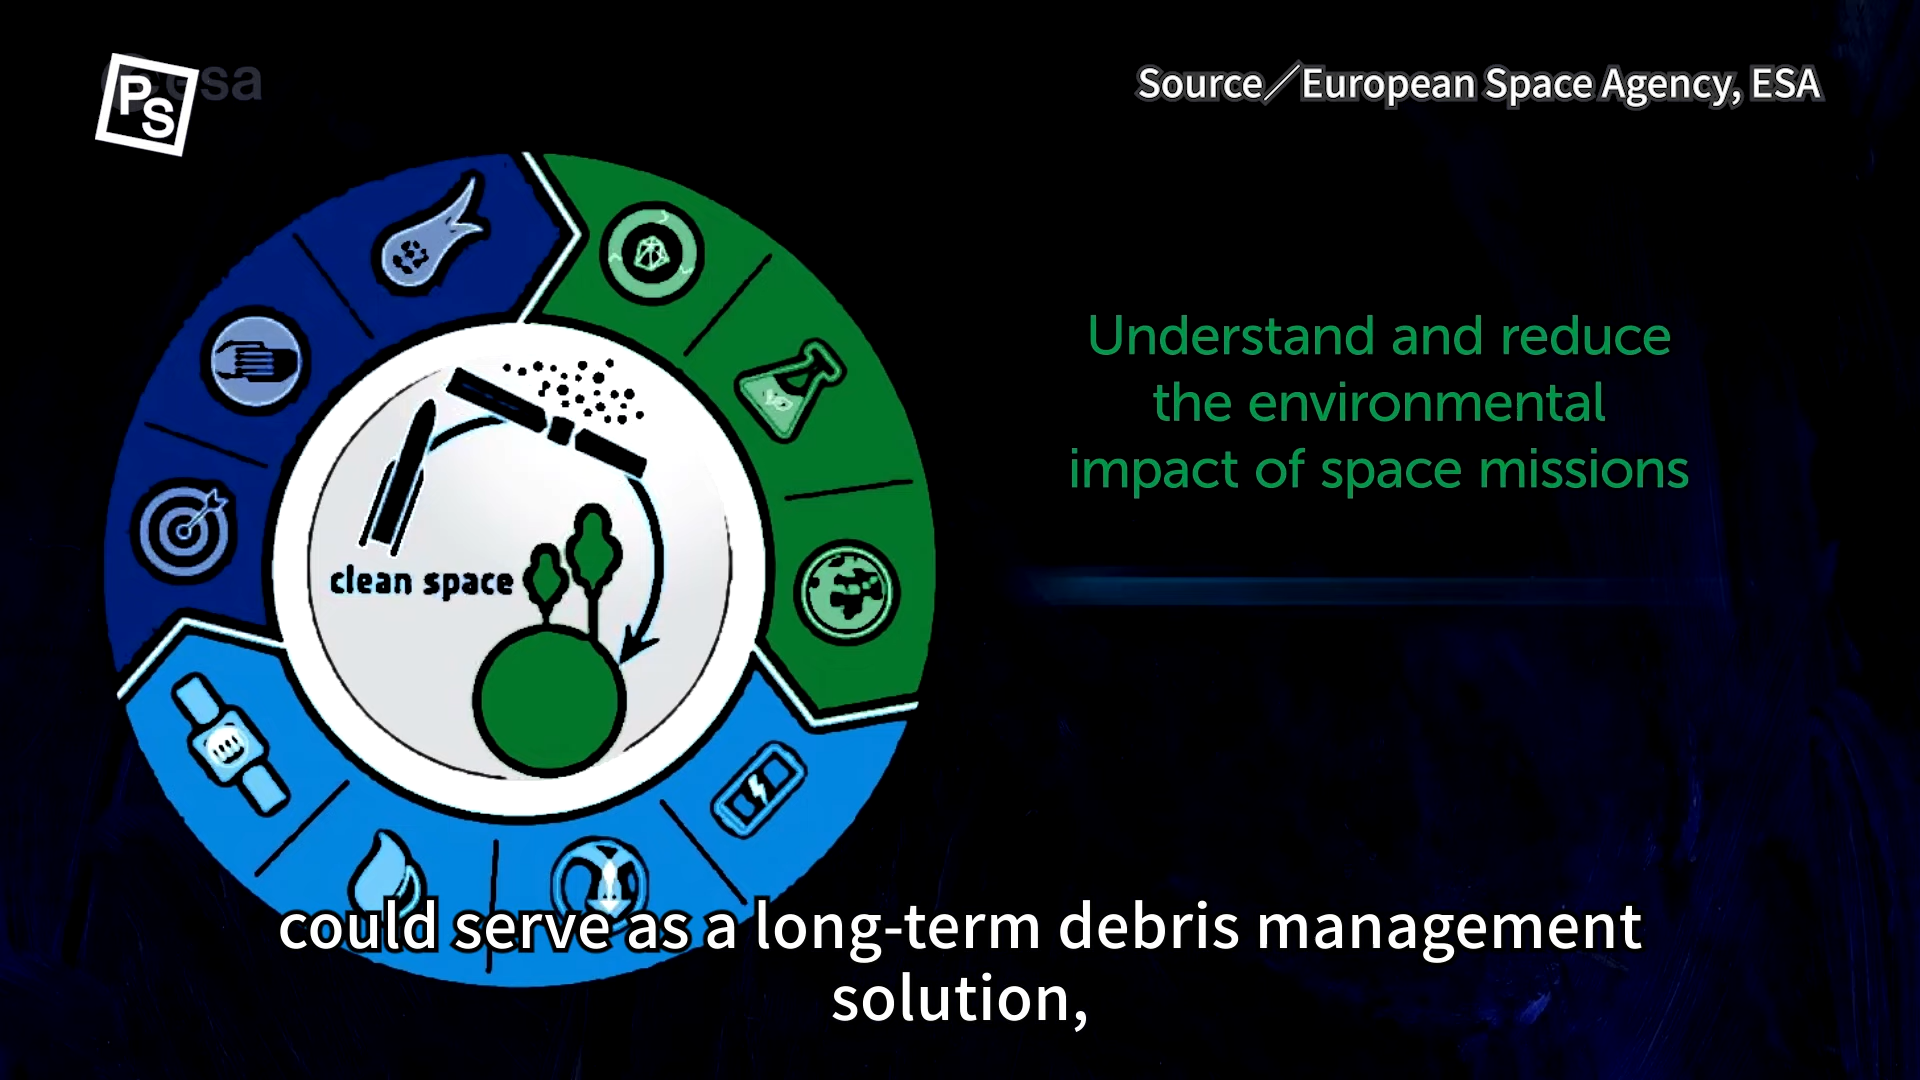 PS
esa
Source／European Space Agency, ESA
Understand and reduce
the environmental
impact of space missions
clean space
could serve as a long-term debris management
solution,